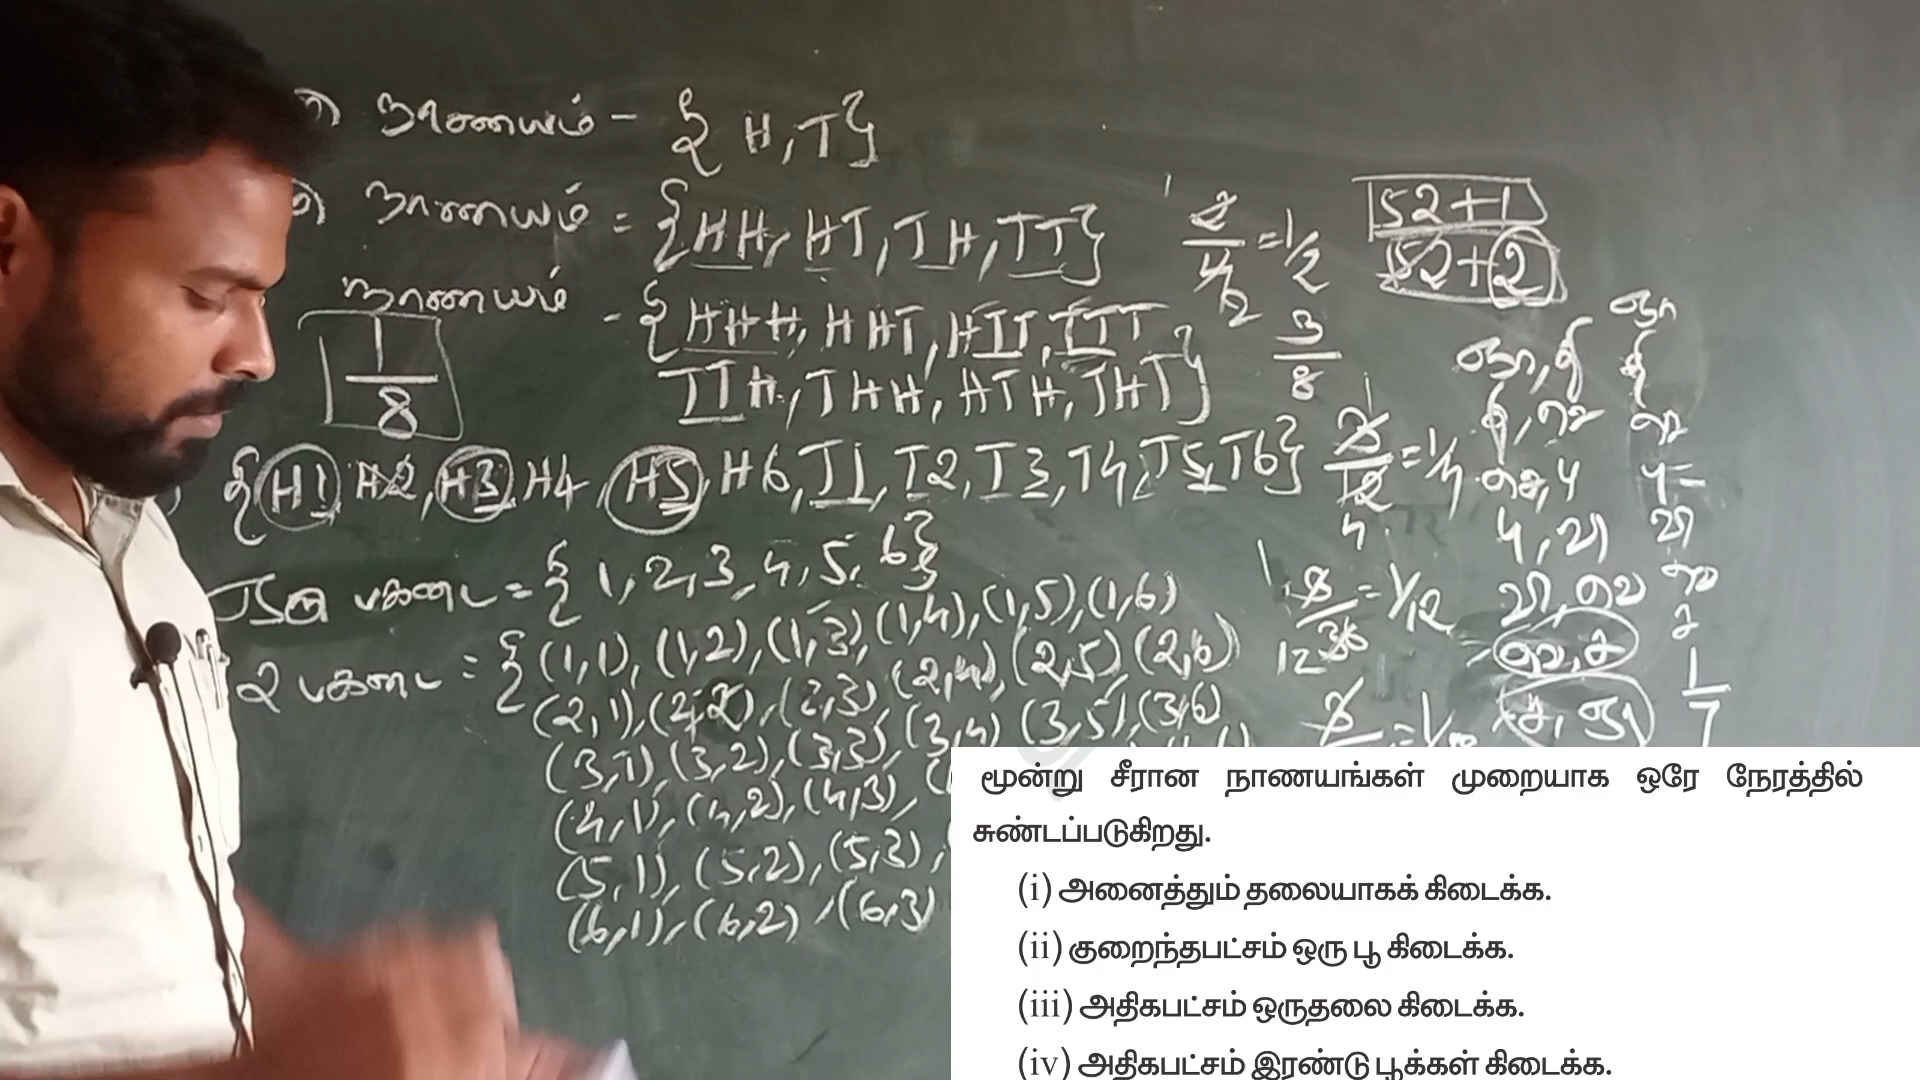 நாணயம் - { H, T }
நாணயம் = {HH, HT, TH, TT}
2/4 = 1/2
52+1
52+2
நாணயம் - { HHH, HHT, HTT, TTT
TTH, THH, HTH, THT}
3/8
1/8
{ H1 H2, H3, H4, H5, H6, T1, T2, T3, T4, T5, T6}
ஒரு பகடை = { 1, 2, 3, 4, 5, 6}
2 பகடை = { (1,1), (1,2), (1,3), (1,4), (1,5), (1,6)
(2,1), (2,2), (2,3), (2,4), (2,5), (2,6)
(3,1), (3,2), (3,3), (3,4) (3,5), (3,6)
(4,1), (4,2), (4,3),
(5,1), (5,2), (5,3),
(6,1), (6,2), (6,3)
= 1/12
ஞா, தி
தி, செ
செ, பு
பு, வி
வி, வெ
வெ, ச
ச, ஞா
ஞா
தி
செ
பு
வி
வெ
ச
1/7
மூன்று சீரான நாணயங்கள் முறையாக ஒரே நேரத்தில்
சுண்டப்படுகிறது.
(i) அனைத்தும் தலையாகக் கிடைக்க.
(ii) குறைந்தபட்சம் ஒரு பூ கிடைக்க.
(iii) அதிகபட்சம் ஒருதலை கிடைக்க.
(iv) அதிகபட்சம் இரண்டு பூக்கள் கிடைக்க.